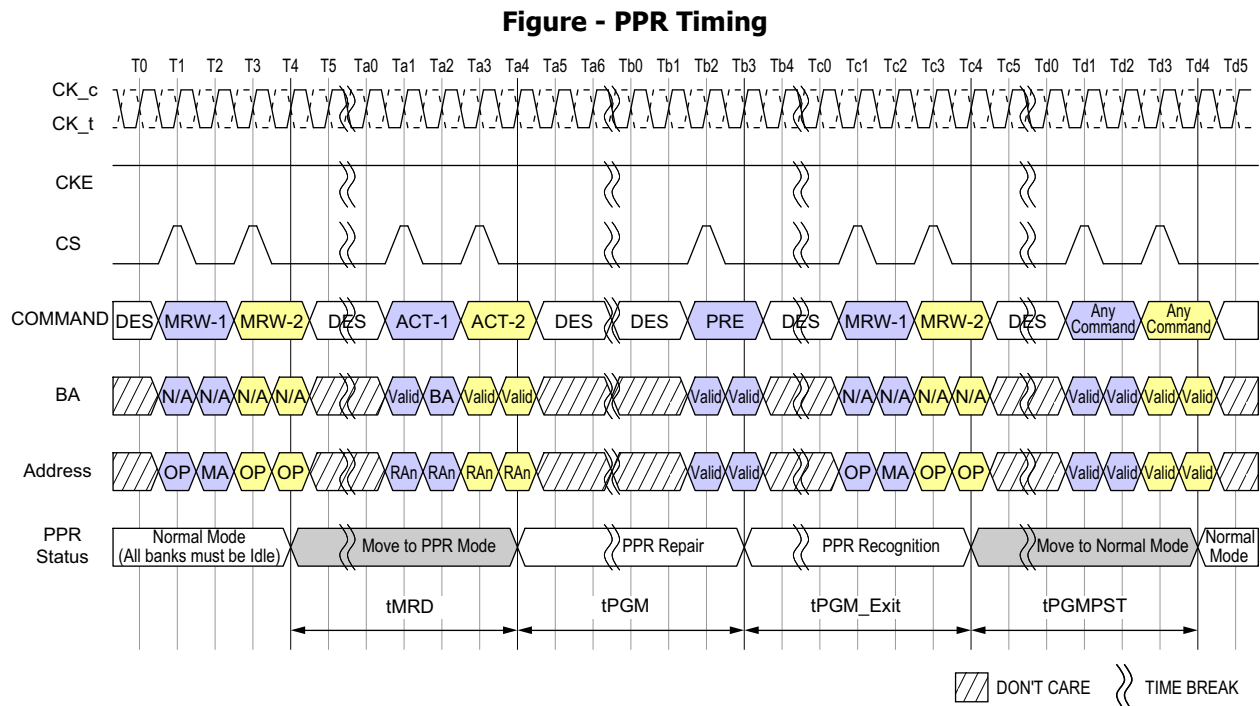 Figure - PPR Timing
T0 T1 T2 T3 T4 T5 Ta0 Ta1 Ta2 Ta3 Ta4 Ta5 Ta6 Tb0 Tb1 Tb2 Tb3 Tb4 Tc0 Tc1 Tc2 Tc3 Tc4 Tc5 Td0 Td1 Td2 Td3 Td4 Td5
CK_c
CK_t
CKE
CS
COMMAND DES MRW-1 MRW-2 DES ACT-1 ACT-2 DES DES PRE DES MRW-1 MRW-2 DES Any Command Any Command
BA N/A N/A N/A N/A Valid BA Valid Valid Valid Valid N/A N/A N/A N/A Valid Valid Valid Valid
Address OP MA OP OP RAn RAn RAn RAn Valid Valid OP MA OP OP Valid Valid Valid Valid
PPR Status Normal Mode (All banks must be Idle) Move to PPR Mode PPR Repair PPR Recognition Move to Normal Mode Normal Mode
tMRD tPGM tPGM_Exit tPGMPST
DON'T CARE TIME BREAK